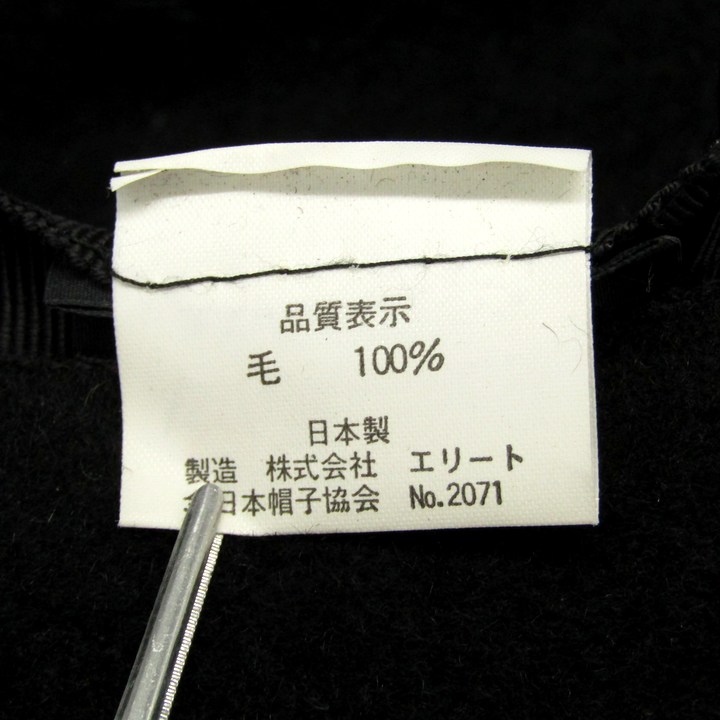 品質表示
毛 100%
日本製
製造 株式会社 エリート
全日本帽子協会 No.2071